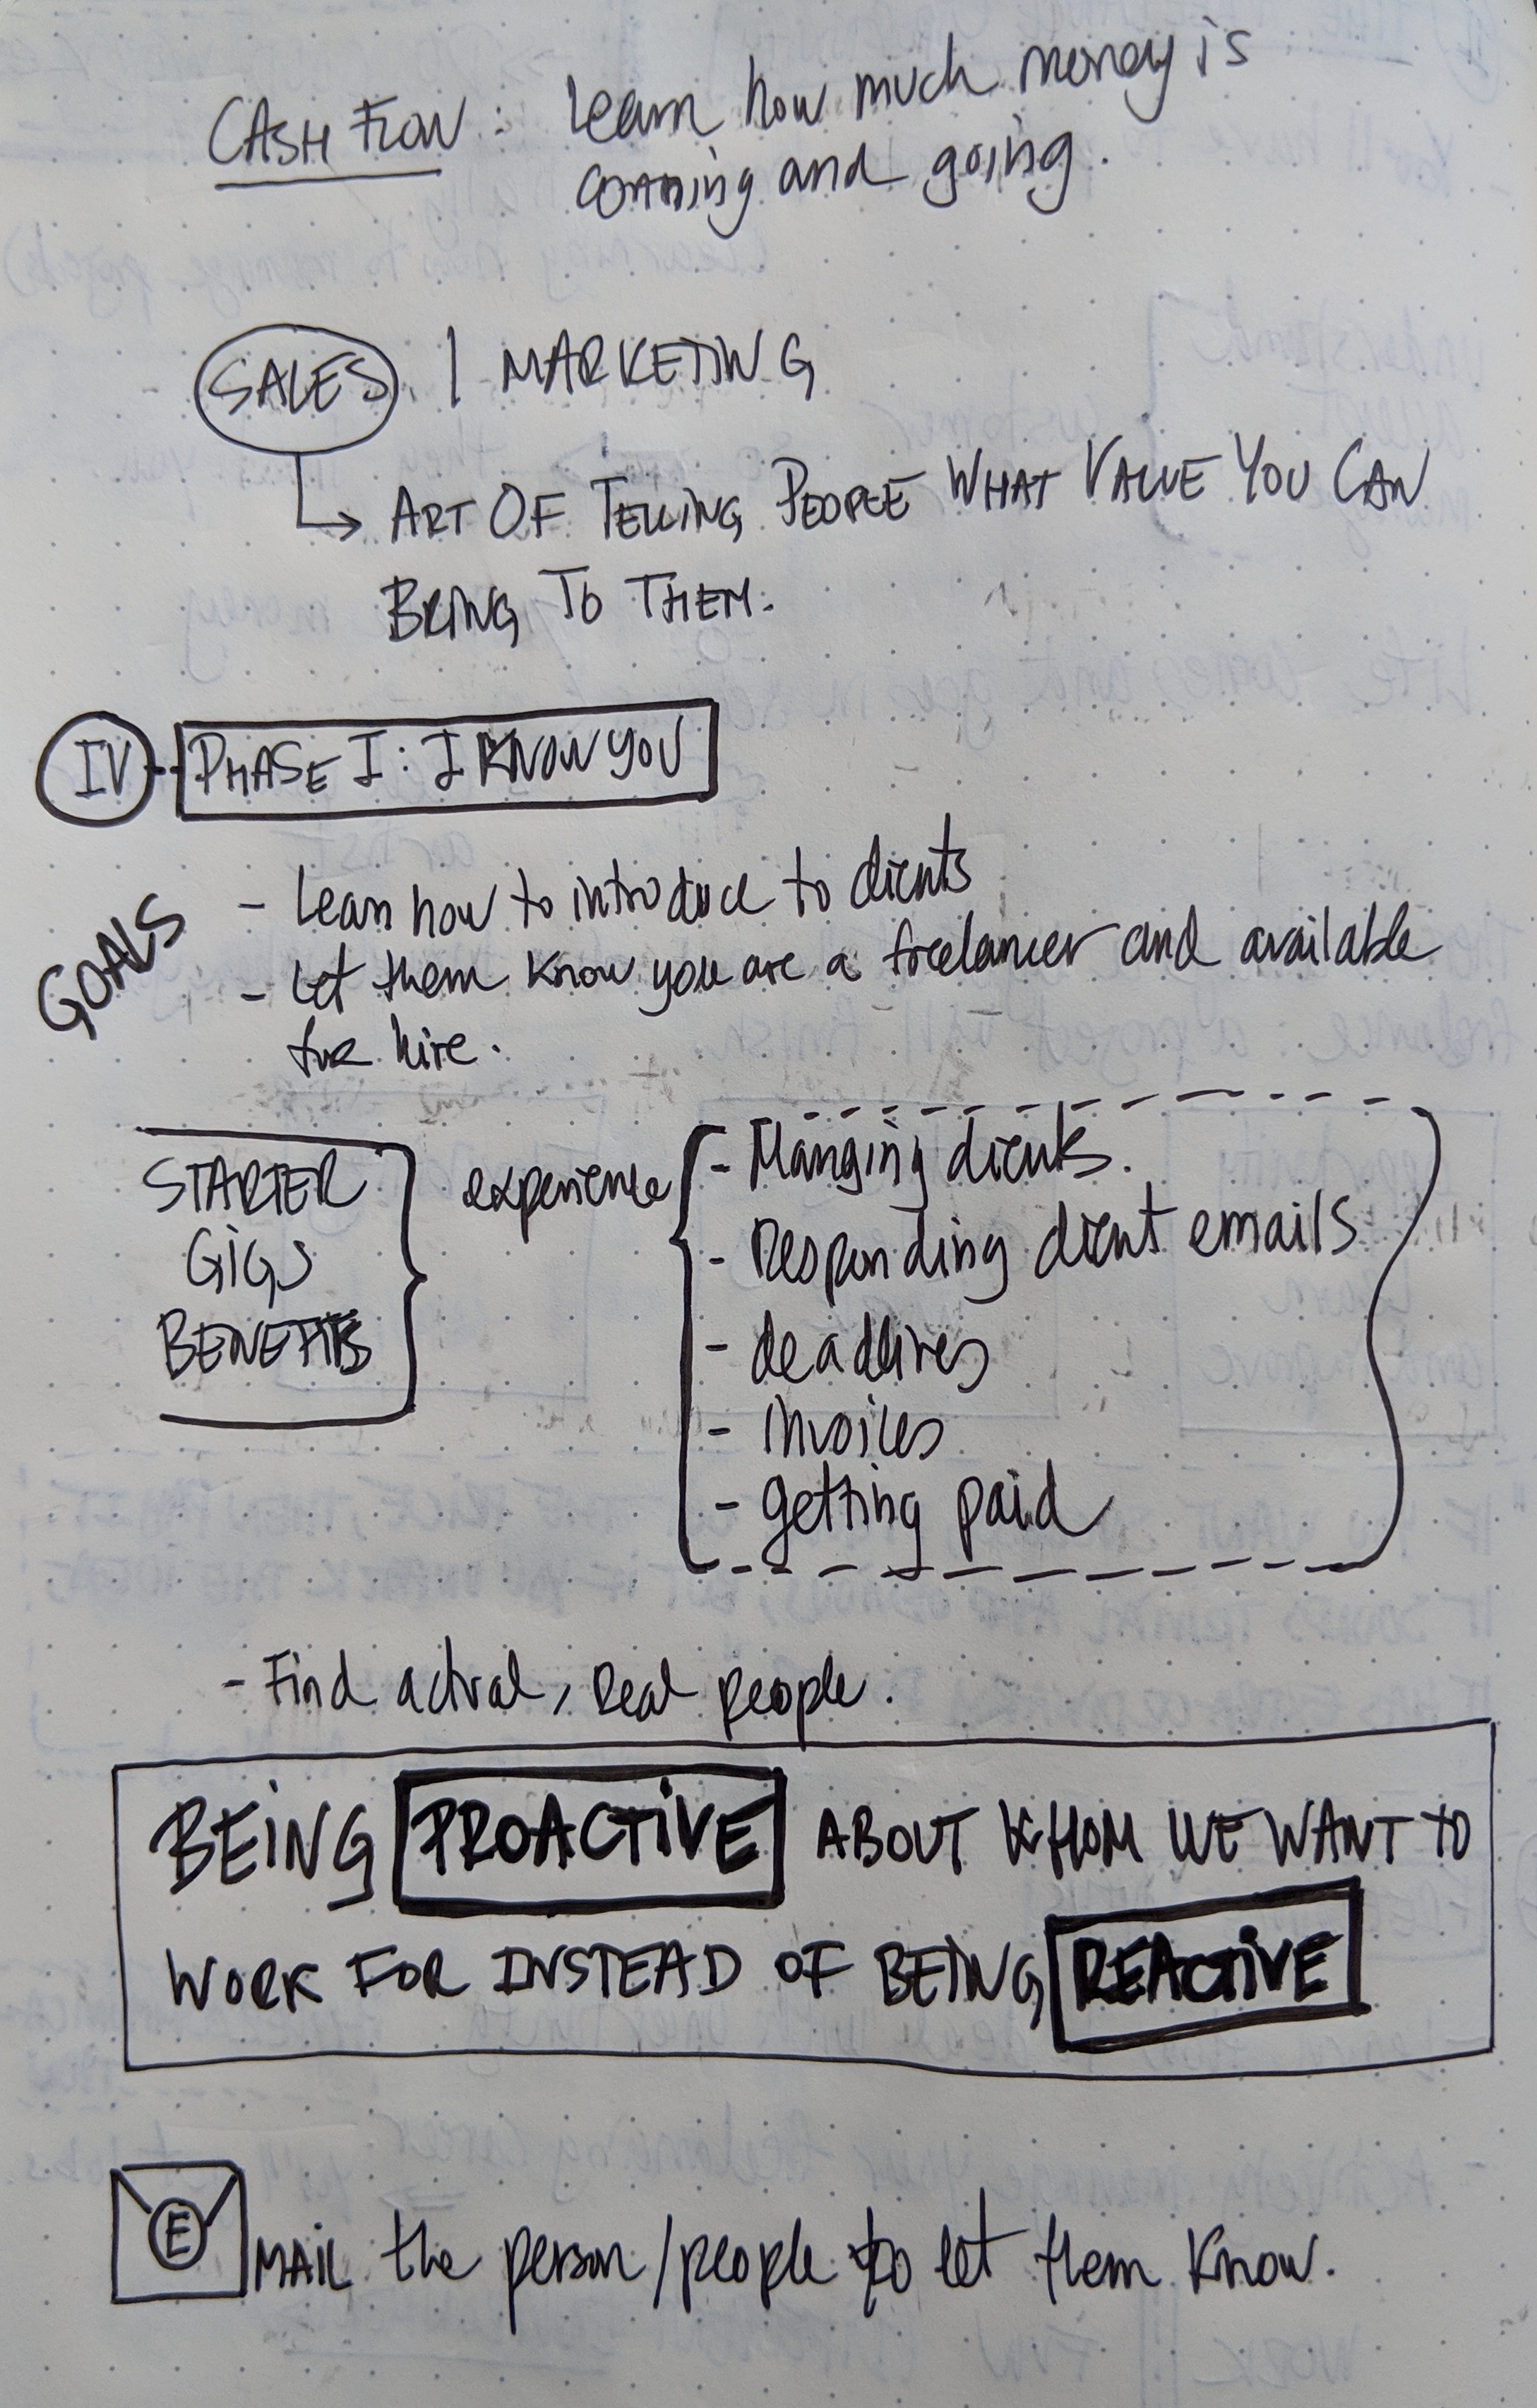 CASH FLOW : Learn how much money is
coming and going.
SALES | MARKETING
→ ART OF TELLING PEOPLE WHAT VALUE YOU CAN
BRING TO THEM.
IV - PHASE I : I KNOW YOU
GOALS
- Learn how to introduce to clients
- Let them know you are a freelancer and available
for hire.
STARTER
GIGS
BENEFITS
experience
- Manging clients.
- Responding client emails
- deadlines
- invoices
- getting paid
- Find actual, real people.
BEING PROACTIVE ABOUT WHOM WE WANT TO
WORK FOR INSTEAD OF BEING REACTIVE
E MAIL the person/people to let them know.